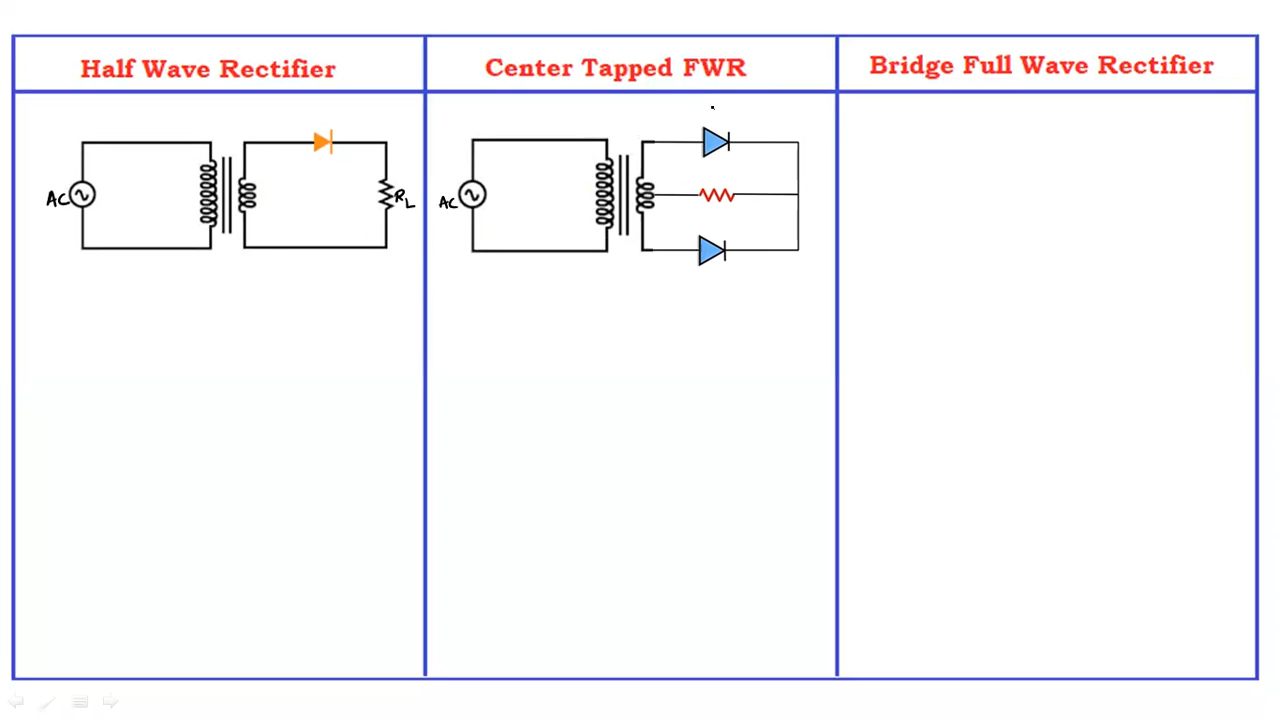 Half Wave Rectifier
Center Tapped FWR
Bridge Full Wave Rectifier
AC
RL
AC